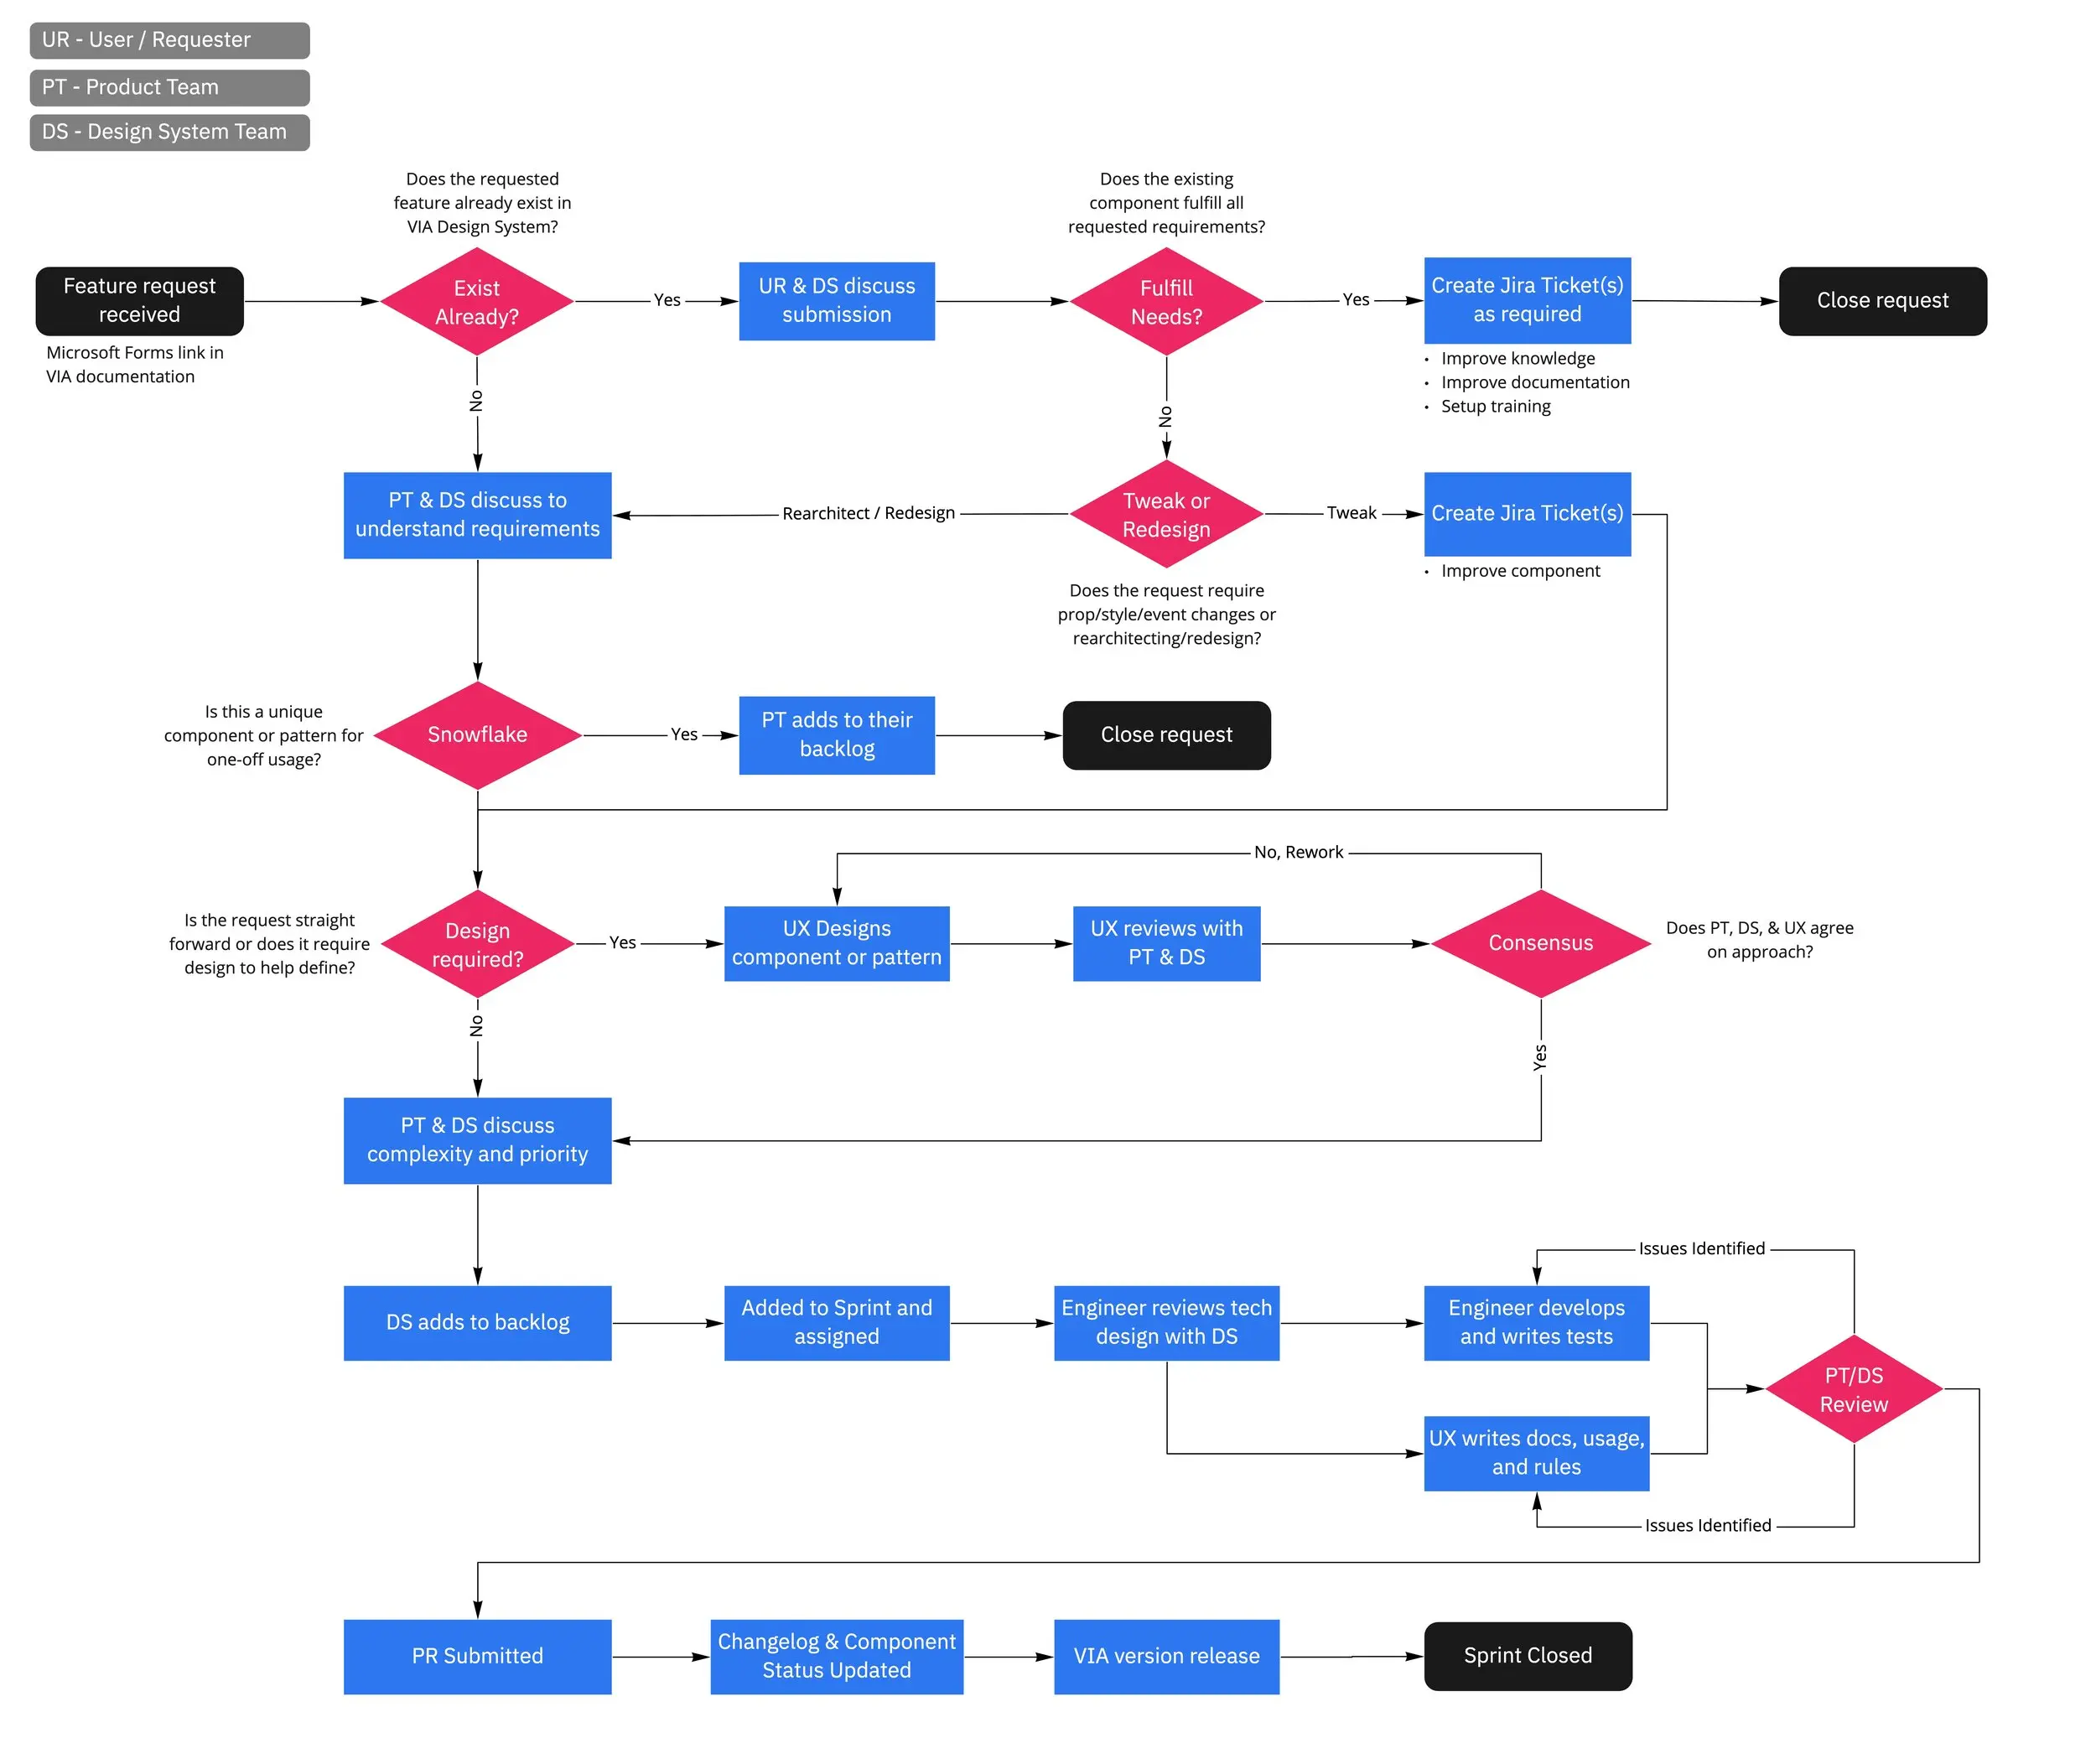 UR - User / Requester
PT - Product Team
DS - Design System Team
Does the requested
feature already exist in
VIA Design System?
Does the existing
component fulfill all
requested requirements?
Feature request
received
Microsoft Forms link in
VIA documentation
Exist
Already?
Yes
UR & DS discuss
submission
Fulfill
Needs?
Yes
Create Jira Ticket(s)
as required
• Improve knowledge
• Improve documentation
• Setup training
Close request
No
No
PT & DS discuss to
understand requirements
Rearchitect / Redesign
Tweak or
Redesign
Tweak
Create Jira Ticket(s)
• Improve component
Does the request require
prop/style/event changes or
rearchitecting/redesign?
Is this a unique
component or pattern for
one-off usage?
Snowflake
Yes
PT adds to their
backlog
Close request
No, Rework
Is the request straight
forward or does it require
design to help define?
Design
required?
Yes
UX Designs
component or pattern
UX reviews with
PT & DS
Consensus
Does PT, DS, & UX agree
on approach?
No
Yes
PT & DS discuss
complexity and priority
Issues Identified
DS adds to backlog
Added to Sprint and
assigned
Engineer reviews tech
design with DS
Engineer develops
and writes tests
PT/DS
Review
UX writes docs, usage,
and rules
Issues Identified
PR Submitted
Changelog & Component
Status Updated
VIA version release
Sprint Closed